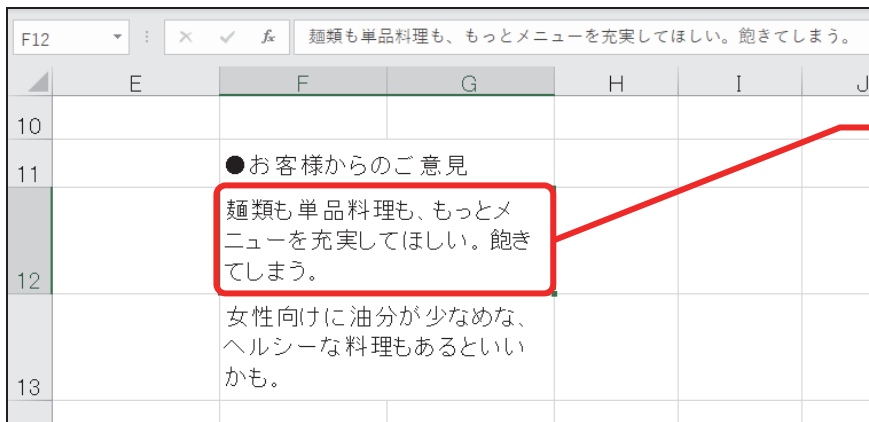 F12 fx 麺類も単品料理も、もっとメニューを充実してほしい。飽きてしまう。
E F G H I J
10
11 ●お客様からのご意見
麺類も単品料理も、もっとメ
ニューを充実してほしい。飽き
12 てしまう。
女性向けに油分が少なめな、
ヘルシーな料理もあるといい
13 かも。